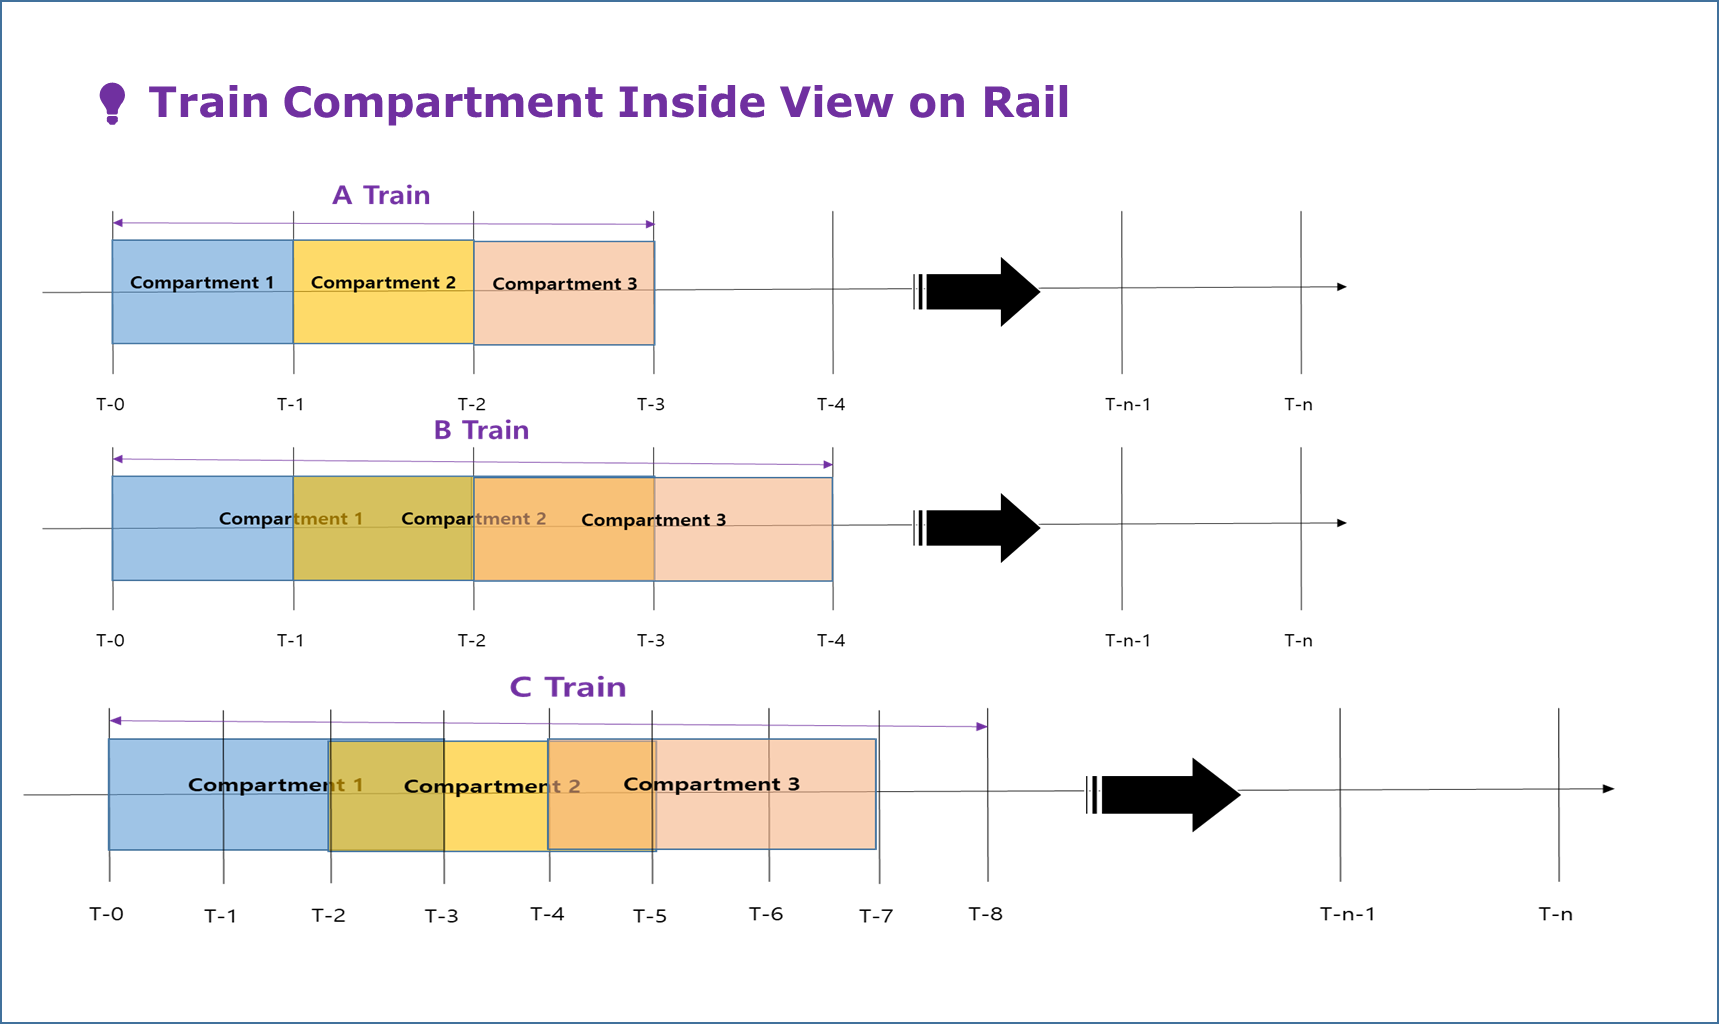 Train Compartment Inside View on Rail
A Train
Compartment 1 Compartment 2 Compartment 3
T-0 T-1 T-2 T-3 T-4 T-n-1 T-n
B Train
Compartment 1 Compartment 2 Compartment 3
T-0 T-1 T-2 T-3 T-4 T-n-1 T-n
C Train
Compartment 1 Compartment 2 Compartment 3
T-0 T-1 T-2 T-3 T-4 T-5 T-6 T-7 T-8 T-n-1 T-n